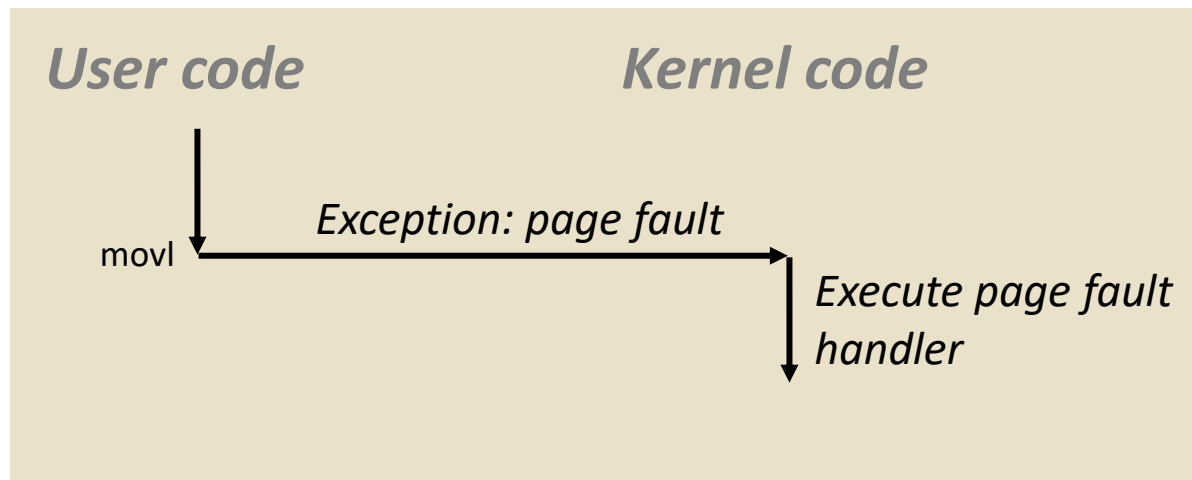 User code
Kernel code
Exception: page fault
movl
Execute page fault
handler